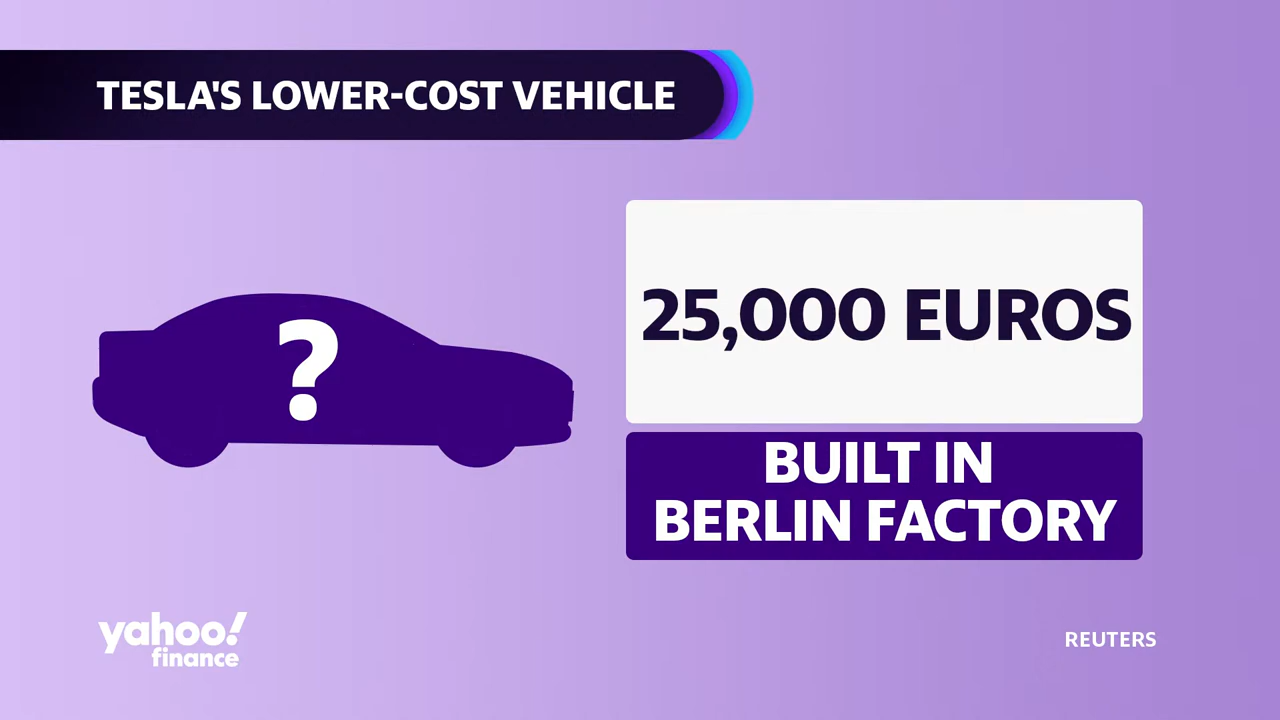 TESLA'S LOWER-COST VEHICLE
?
25,000 EUROS
BUILT IN
BERLIN FACTORY
yahoo!
finance
REUTERS